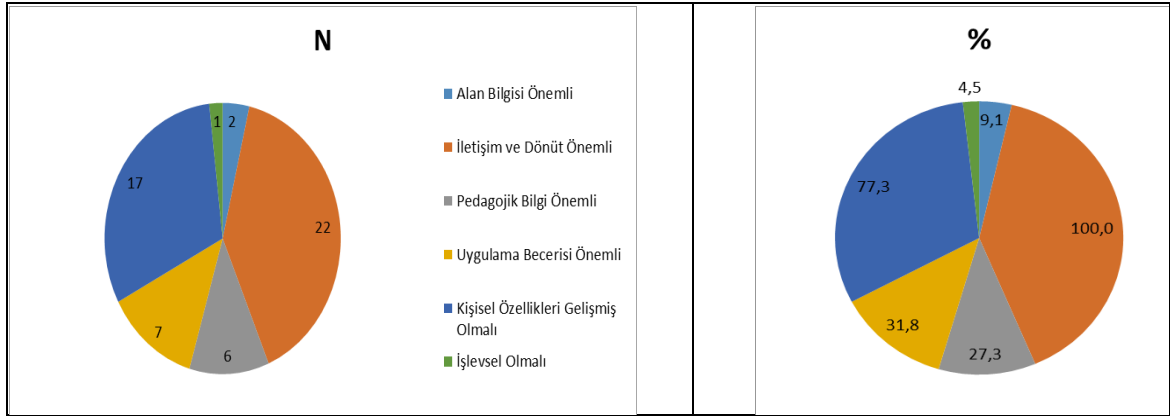 N
1
2
17
22
7
6
Alan Bilgisi Önemli
İletişim ve Dönüt Önemli
Pedagojik Bilgi Önemli
Uygulama Becerisi Önemli
Kişisel Özellikleri Gelişmiş
Olmalı
İşlevsel Olmalı
%
4,5
9,1
77,3
100,0
31,8
27,3